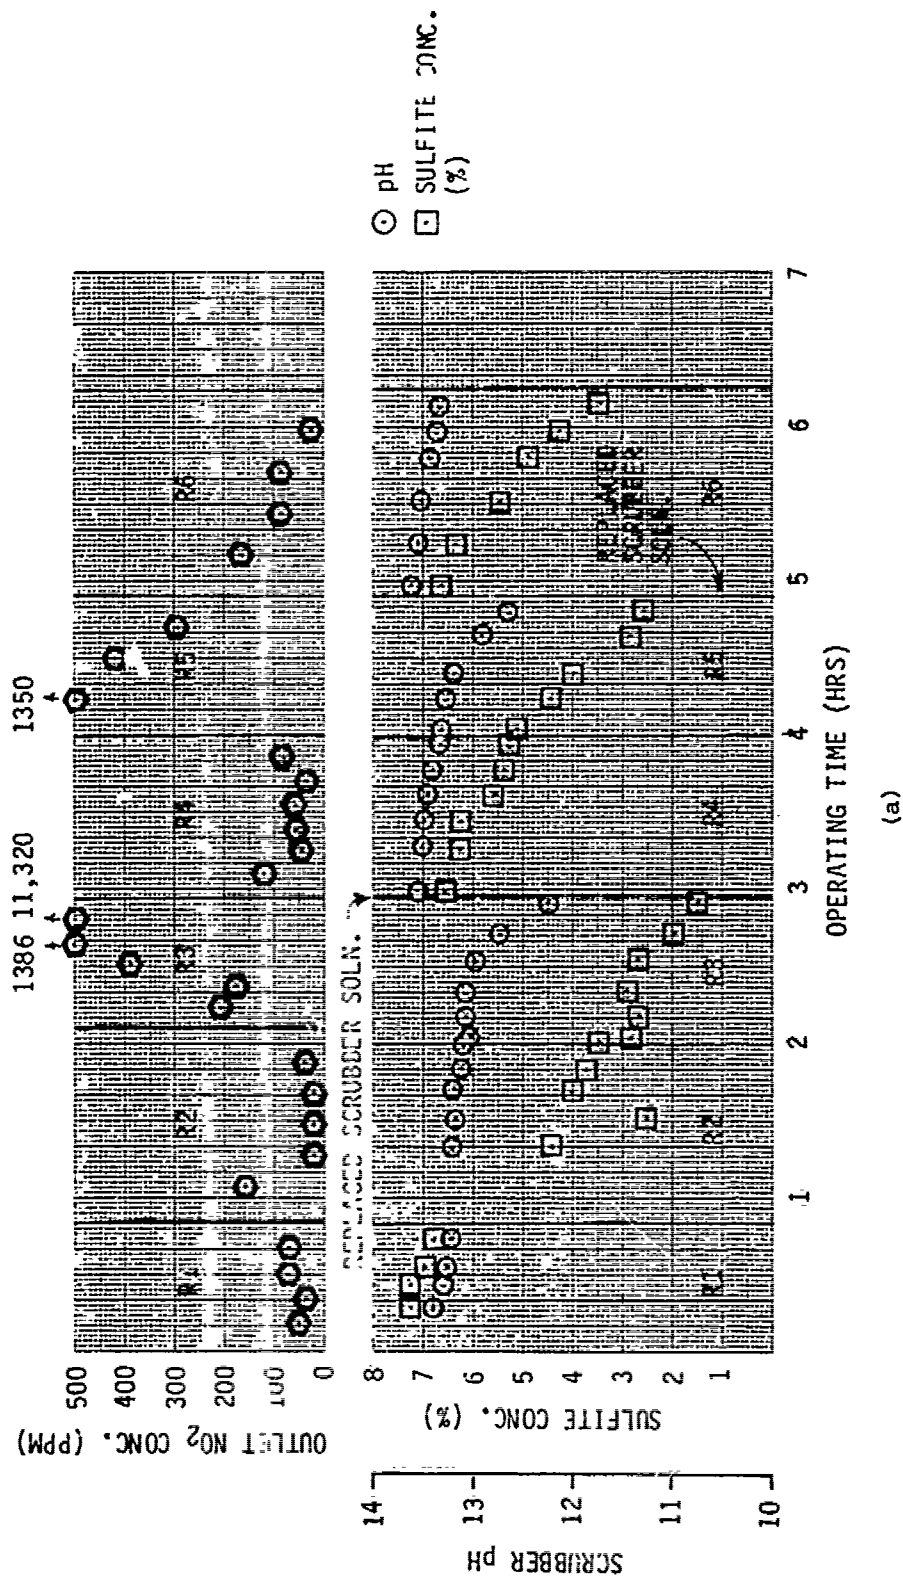 1386 11,320 1350
500
400
300
200
100
0
OUTLET NO2 CONC. (PPM)
R1 R2 R3 R4 R5 R6
REPLACED SCRUBBER SOLN.
pH
SULFITE CONC.
(%)
8
7
6
5
4
3
2
1
SULFITE CONC. (%)
14
13
12
11
10
SCRUBBER pH
REPLACED
SCRUBBER
SOLN.
R1 R2 R3 R4 R5 R6
1 2 3 4 5 6 7
OPERATING TIME (HRS)
(a)